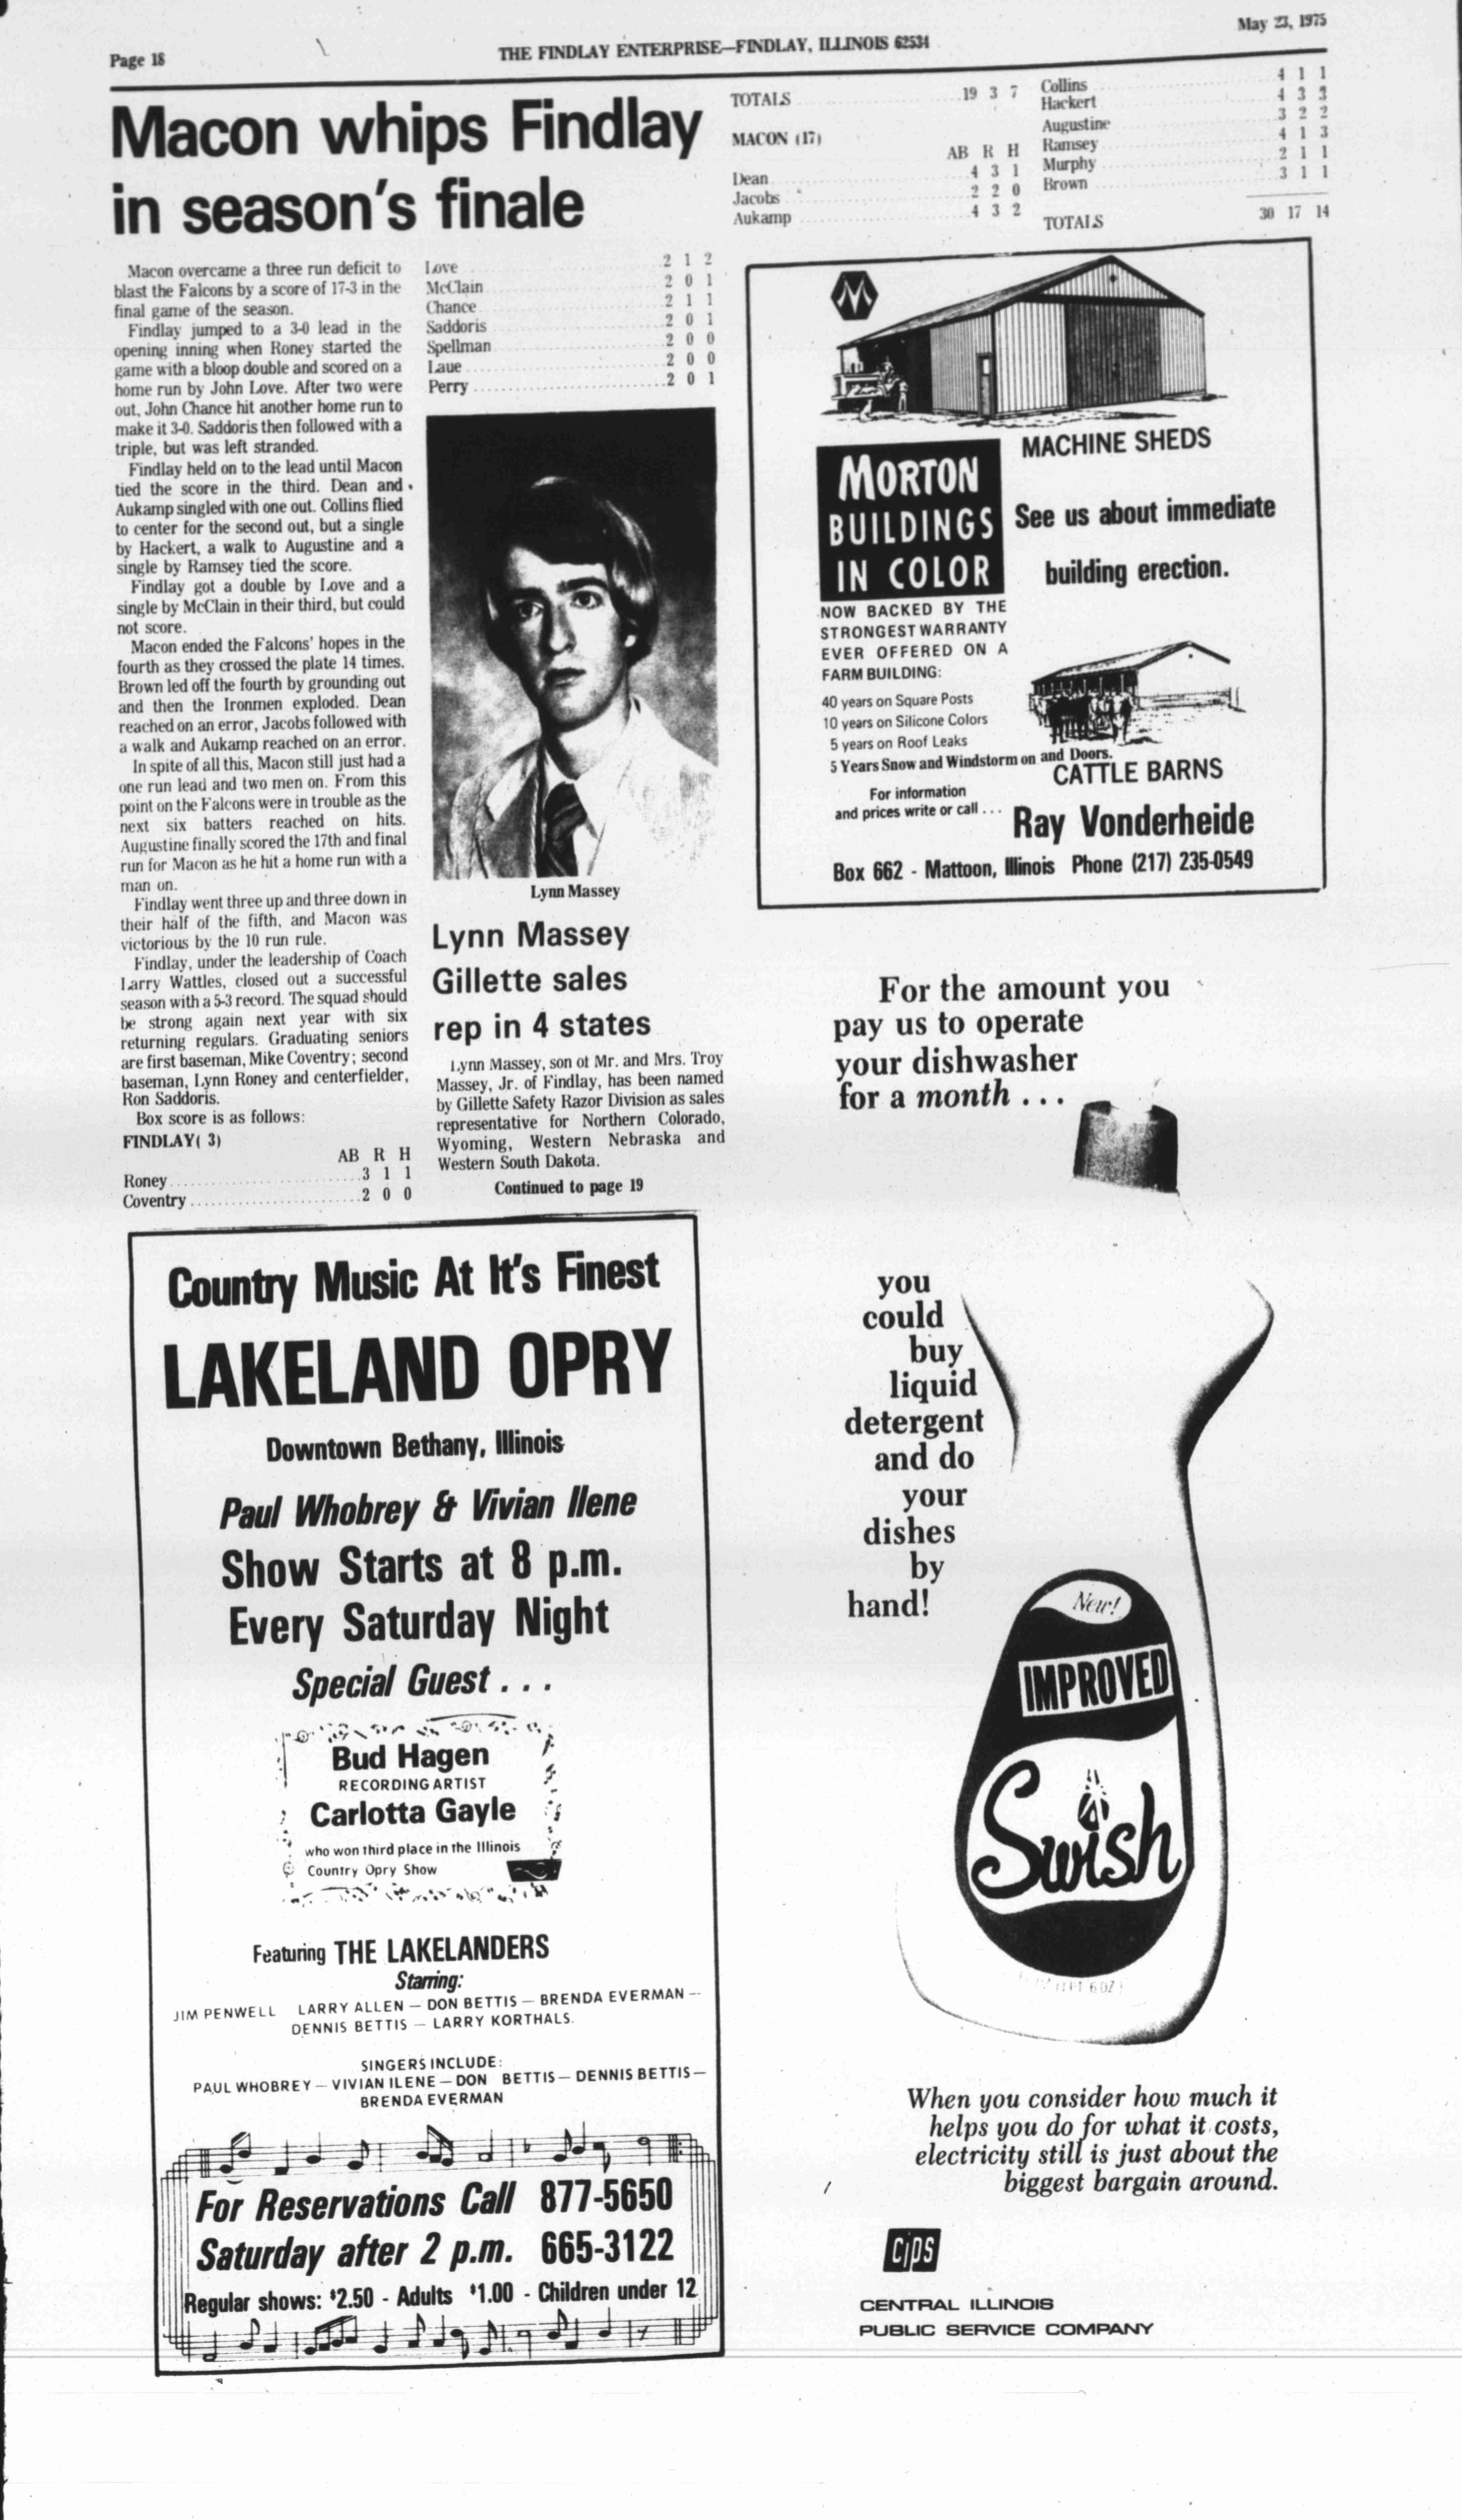 Page 18
THE FINDLAY ENTERPRISE—FINDLAY, ILLINOIS 62534
May 23, 1975
Macon whips Findlay
in season's finale
Macon overcame a three run deficit to
blast the Falcons by a score of 17-3 in the
final game of the season.
Findlay jumped to a 3-0 lead in the
opening inning when Roney started the
game with a bloop double and scored on a
home run by John Love. After two were
out, John Chance hit another home run to
make it 3-0. Saddoris then followed with a
triple, but was left stranded.
Findlay held on to the lead until Macon
tied the score in the third. Dean and
Aukamp singled with one out. Collins flied
to center for the second out, but a single
by Hackert, a walk to Augustine and a
single by Ramsey tied the score.
Findlay got a double by Love and a
single by McClain in their third, but could
not score.
Macon ended the Falcons' hopes in the
fourth as they crossed the plate 14 times.
Brown led off the fourth by grounding out
and then the Ironmen exploded. Dean
reached on an error, Jacobs followed with
a walk and Aukamp reached on an error.
In spite of all this, Macon still just had a
one run lead and two men on. From this
point on the Falcons were in trouble as the
next six batters reached on hits.
Augustine finally scored the 17th and final
run for Macon as he hit a home run with a
man on.
Findlay went three up and three down in
their half of the fifth, and Macon was
victorious by the 10 run rule.
Findlay, under the leadership of Coach
Larry Wattles, closed out a successful
season with a 5-3 record. The squad should
be strong again next year with six
returning regulars. Graduating seniors
are first baseman, Mike Coventry; second
baseman, Lynn Roney and centerfielder,
Ron Saddoris.
Box score is as follows:
FINDLAY( 3)
AB R H
Roney 3 1 1
Coventry 2 0 0
Love 2 1 2
McClain 2 0 1
Chance 2 1 1
Saddoris 2 0 1
Spellman 2 0 0
Laue 2 0 0
Perry 2 0 1
TOTALS 19 3 7
MACON (17)
AB R H
Dean 4 3 1
Jacobs 2 2 0
Aukamp 4 3 2
Collins 4 1 1
Hackert 4 3 3
Augustine 3 2 2
Ramsey 4 1 3
Murphy 2 1 1
Brown 3 1 1
TOTALS 30 17 14
Lynn Massey
Lynn Massey
Gillette sales
rep in 4 states
Lynn Massey, son of Mr. and Mrs. Troy
Massey, Jr. of Findlay, has been named
by Gillette Safety Razor Division as sales
representative for Northern Colorado,
Wyoming, Western Nebraska and
Western South Dakota.
Continued to page 19
M
MACHINE SHEDS
MORTON
BUILDINGS
IN COLOR
See us about immediate
building erection.
NOW BACKED BY THE
STRONGEST WARRANTY
EVER OFFERED ON A
FARM BUILDING:
40 years on Square Posts
10 years on Silicone Colors
5 years on Roof Leaks
5 Years Snow and Windstorm on and Doors.
CATTLE BARNS
For information
and prices write or call . . .
Ray Vonderheide
Box 662 - Mattoon, Illinois Phone (217) 235-0549
Country Music At It's Finest
LAKELAND OPRY
Downtown Bethany, Illinois
Paul Whobrey & Vivian Ilene
Show Starts at 8 p.m.
Every Saturday Night
Special Guest . . .
Bud Hagen
RECORDING ARTIST
Carlotta Gayle
who won third place in the Illinois
Country Opry Show
Featuring THE LAKELANDERS
Starring:
JIM PENWELL LARRY ALLEN — DON BETTIS — BRENDA EVERMAN —
DENNIS BETTIS — LARRY KORTHALS.
SINGERS INCLUDE:
PAUL WHOBREY — VIVIAN ILENE — DON BETTIS — DENNIS BETTIS —
BRENDA EVERMAN
For Reservations Call 877-5650
Saturday after 2 p.m. 665-3122
Regular shows: $2.50 - Adults $1.00 - Children under 12
For the amount you
pay us to operate
your dishwasher
for a month . . .
you
could
buy
liquid
detergent
and do
your
dishes
by
hand!
New!
IMPROVED
Swish
When you consider how much it
helps you do for what it costs,
electricity still is just about the
biggest bargain around.
CIPS
CENTRAL ILLINOIS
PUBLIC SERVICE COMPANY